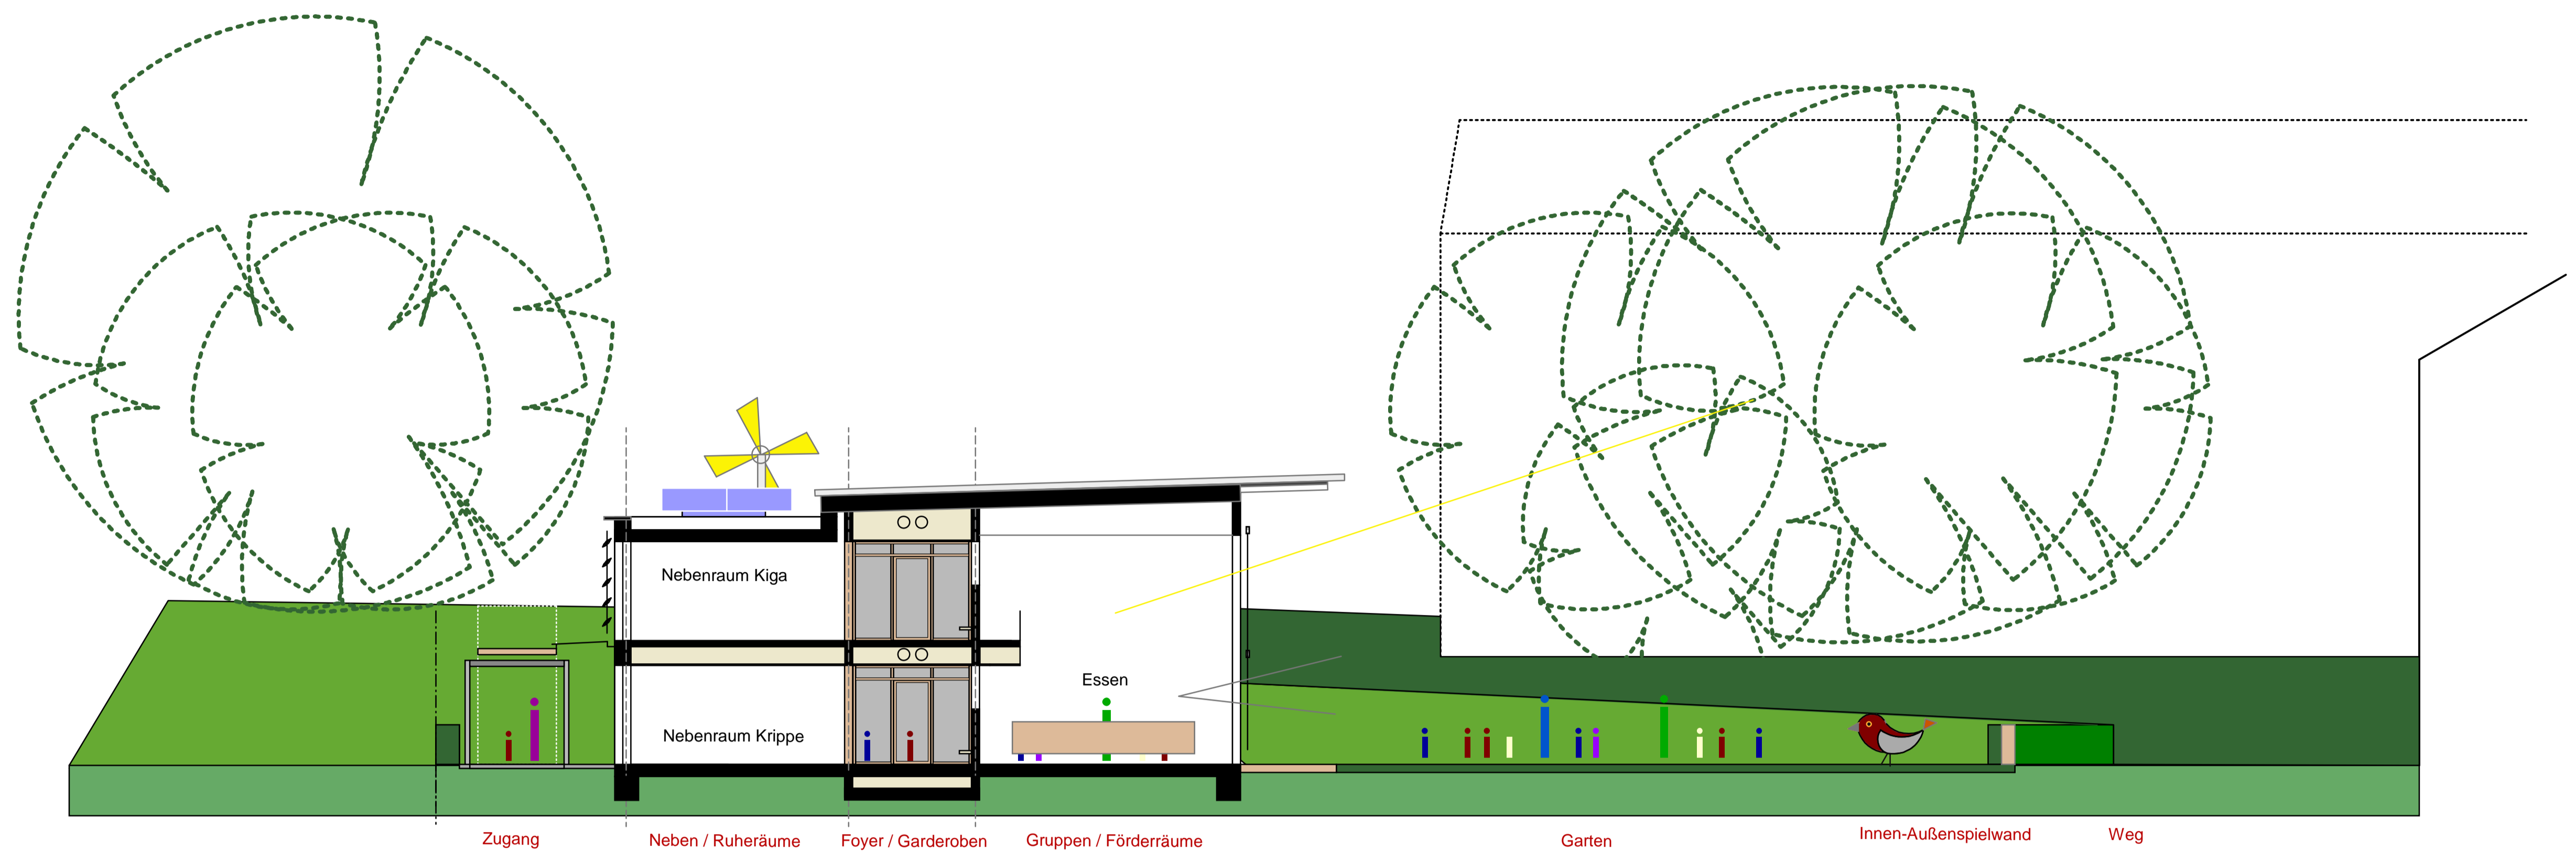 Nebenraum Kiga
Essen
Nebenraum Krippe
Zugang
Neben / Ruheräume
Foyer / Garderoben
Gruppen / Förderräume
Garten
Innen-Außenspielwand
Weg